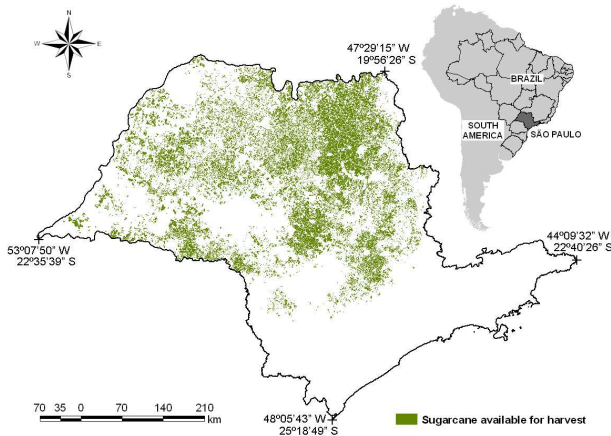 N
W E
S
47º29'15" W
19º56'26" S
BRAZIL
SOUTH
AMERICA
SÃO PAULO
53º07'50" W
22º35'39" S
44º09'32" W
22º40'26" S
70 35 0 70 140 210
km
48º05'43" W
25º18'49" S
Sugarcane available for harvest